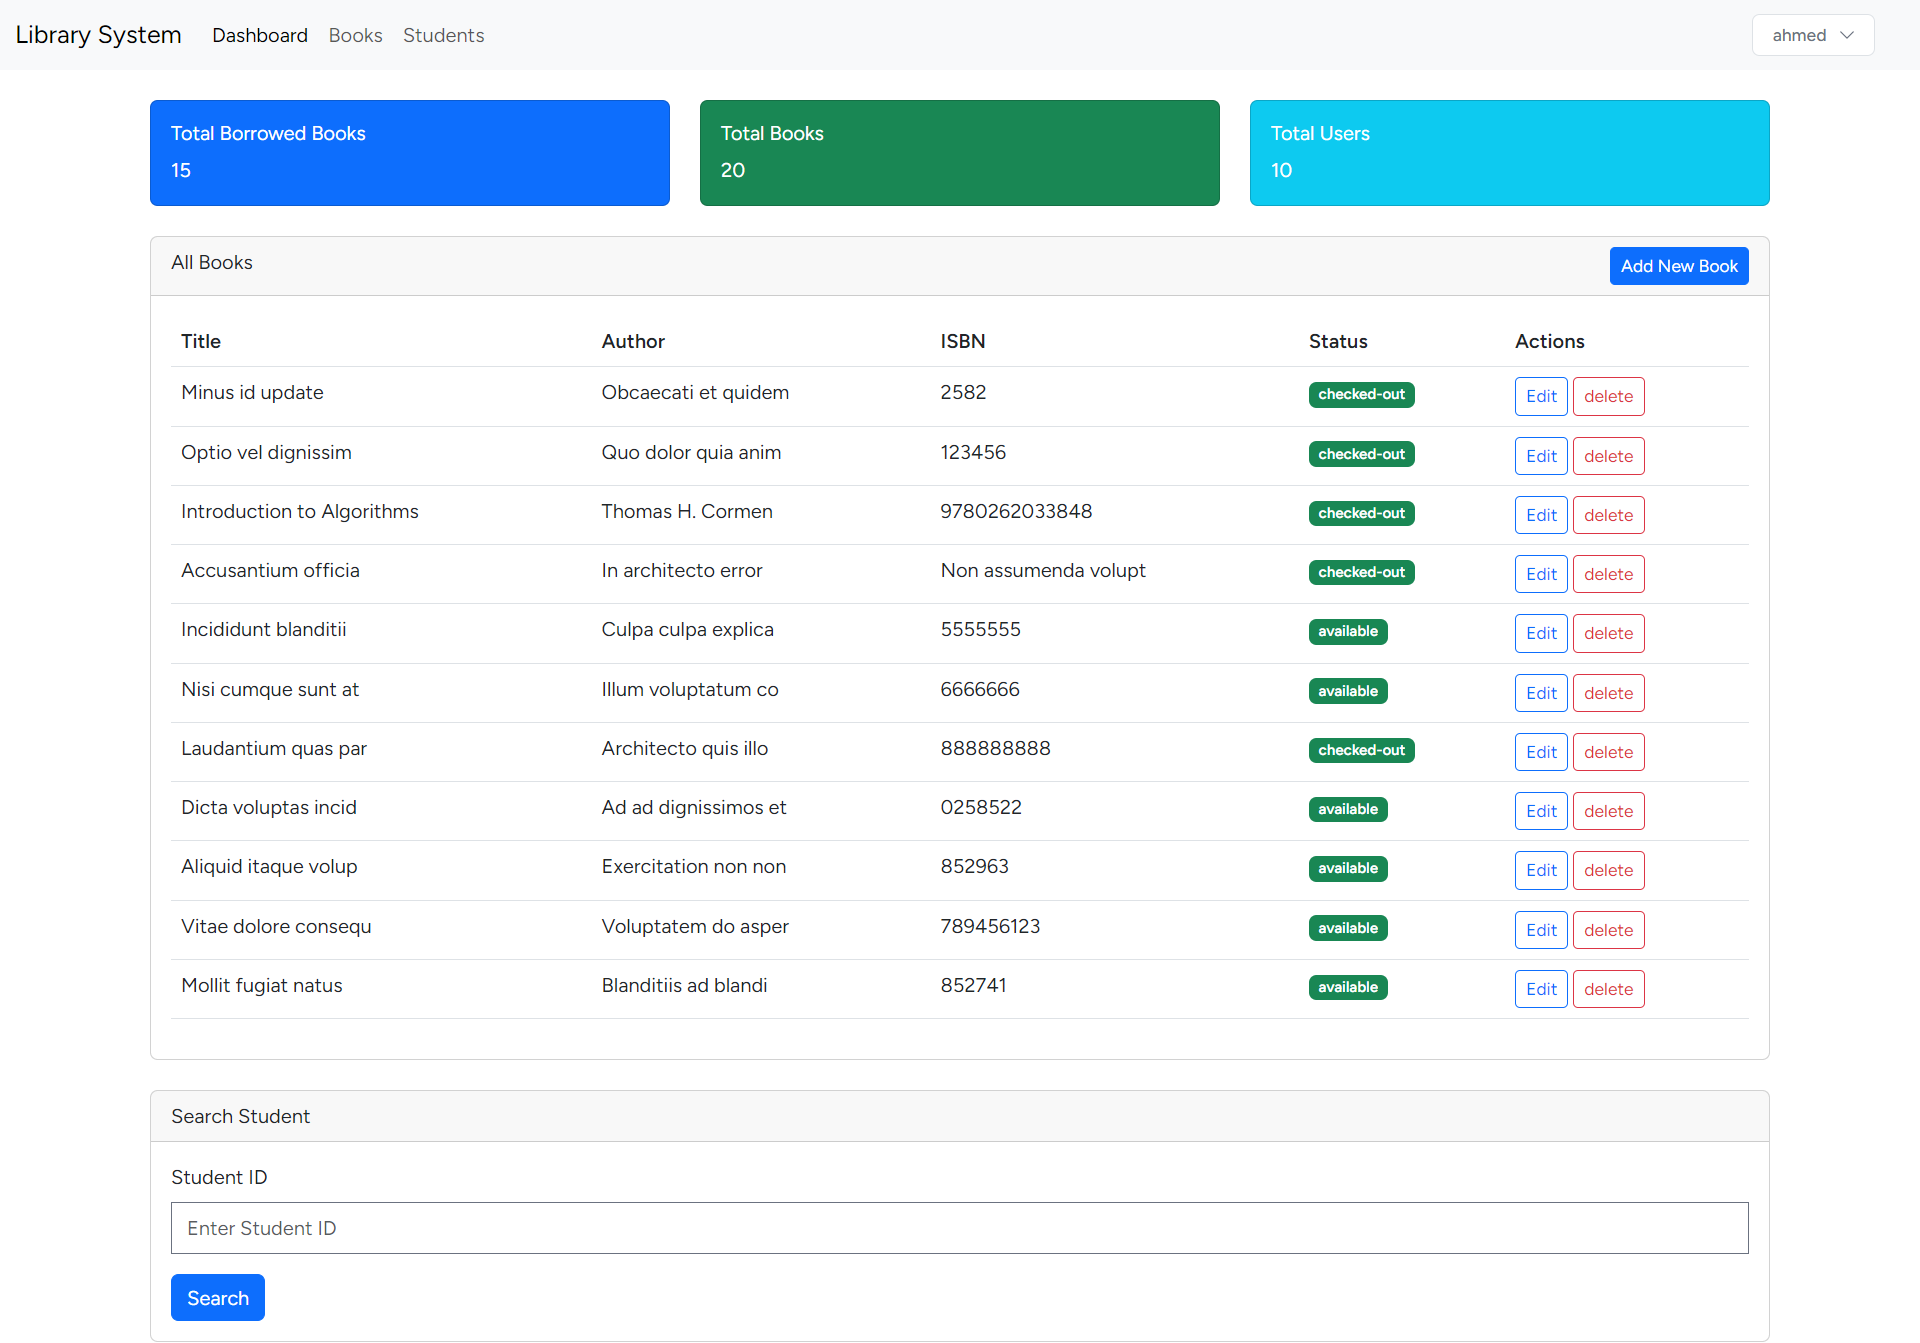 Library System Dashboard Books Students ahmed
Total Borrowed Books Total Books Total Users
15 20 10
All Books Add New Book
Title Author ISBN Status Actions
Minus id update Obcaecati et quidem 2582 checked-out Edit delete
Optio vel dignissim Quo dolor quia anim 123456 checked-out Edit delete
Introduction to Algorithms Thomas H. Cormen 9780262033848 checked-out Edit delete
Accusantium officia In architecto error Non assumenda volupt checked-out Edit delete
Incididunt blanditii Culpa culpa explica 5555555 available Edit delete
Nisi cumque sunt at Illum voluptatum co 6666666 available Edit delete
Laudantium quas par Architecto quis illo 888888888 checked-out Edit delete
Dicta voluptas incid Ad ad dignissimos et 0258522 available Edit delete
Aliquid itaque volup Exercitation non non 852963 available Edit delete
Vitae dolore consequ Voluptatem do asper 789456123 available Edit delete
Mollit fugiat natus Blanditiis ad blandi 852741 available Edit delete
Search Student
Student ID
Enter Student ID
Search